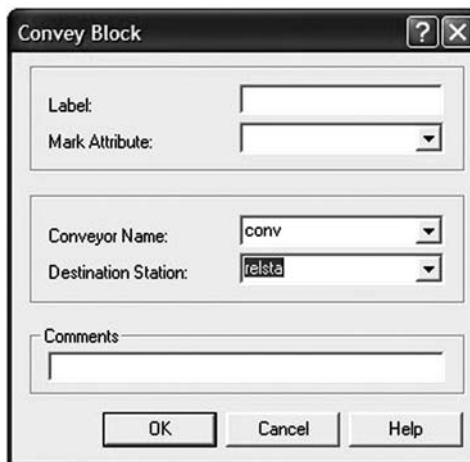 Convey Block
Label:
Mark Attribute:
Conveyor Name: conv
Destination Station: relsta
Comments
OK Cancel Help